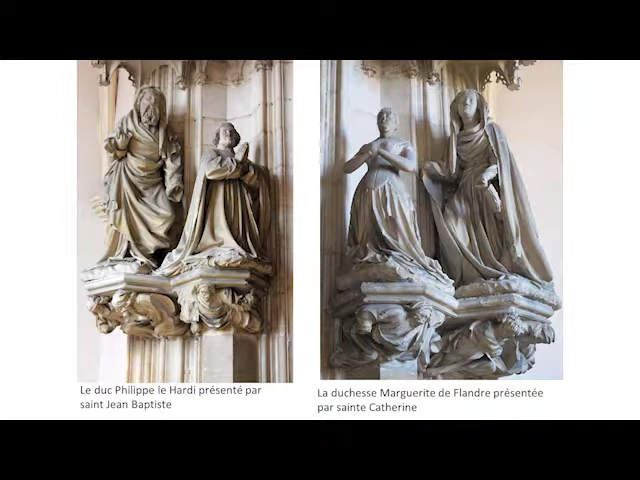 Le duc Philippe le Hardi présenté par
saint Jean Baptiste
La duchesse Marguerite de Flandre présentée
par sainte Catherine